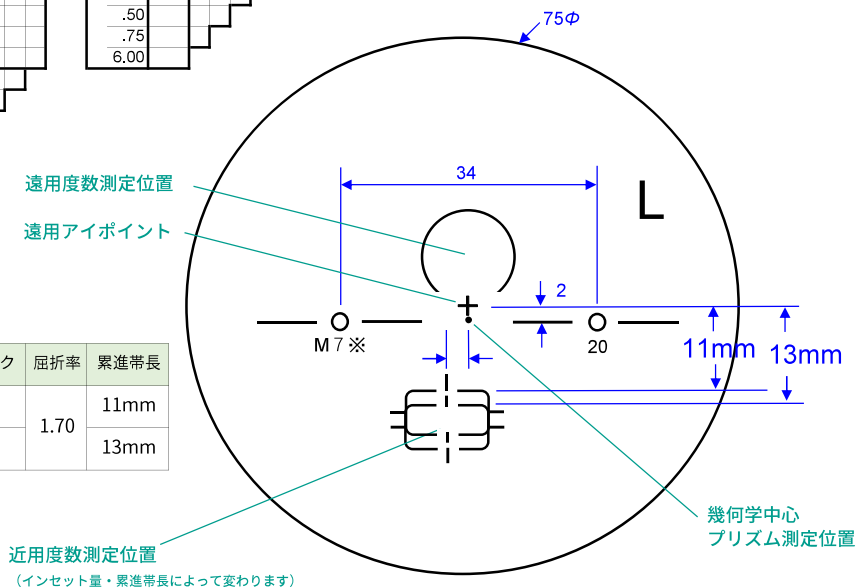 .50
.75
6.00
75Φ
34
遠用度数測定位置
L
遠用アイポイント
2
M 7 ※
20
11mm
13mm
ク 屈折率 累進帯長
1.70
11mm
13mm
幾何学中心
プリズム測定位置
近用度数測定位置
（インセット量・累進帯長によって変わります）